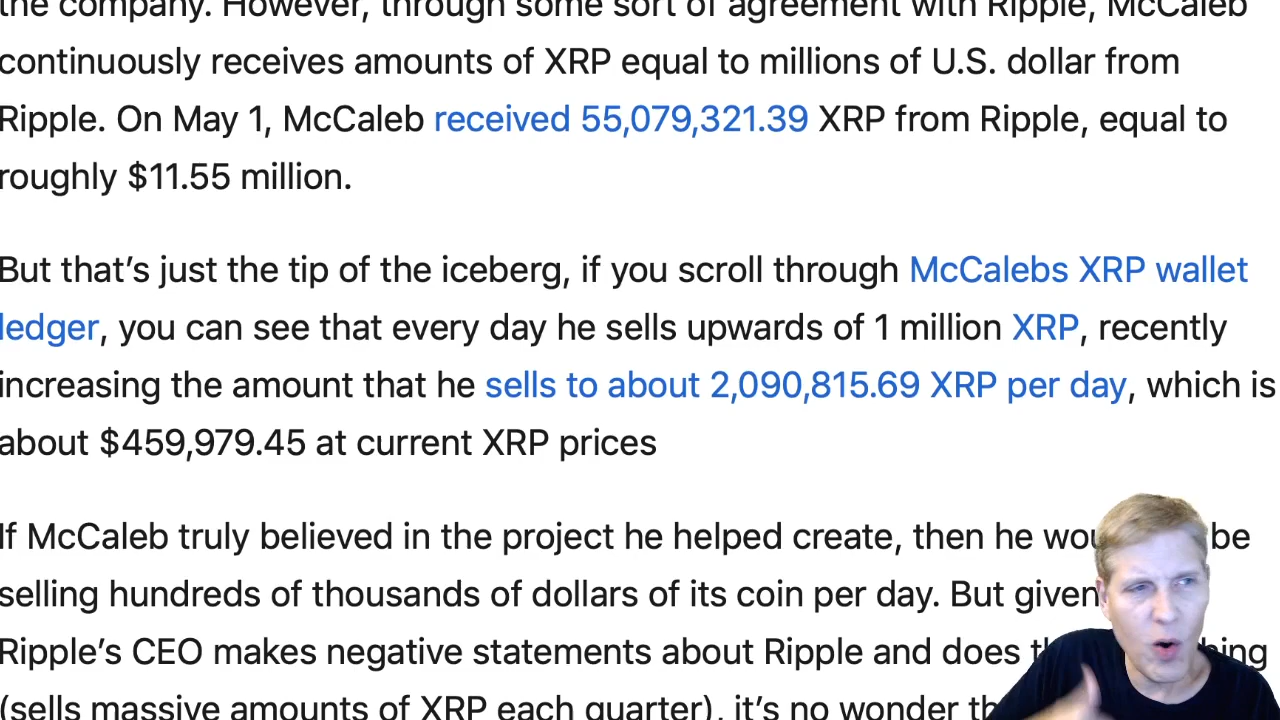 the company. However, through some sort of agreement with Ripple, McCaleb
continuously receives amounts of XRP equal to millions of U.S. dollar from
Ripple. On May 1, McCaleb received 55,079,321.39 XRP from Ripple, equal to
roughly $11.55 million.
But that’s just the tip of the iceberg, if you scroll through McCalebs XRP wallet
ledger, you can see that every day he sells upwards of 1 million XRP, recently
increasing the amount that he sells to about 2,090,815.69 XRP per day, which is
about $459,979.45 at current XRP prices
If McCaleb truly believed in the project he helped create, then he be
selling hundreds of thousands of dollars of its coin per day. But given
Ripple’s CEO makes negative statements about Ripple and does
(sells massive amounts of XRP each quarter), it’s no wonder